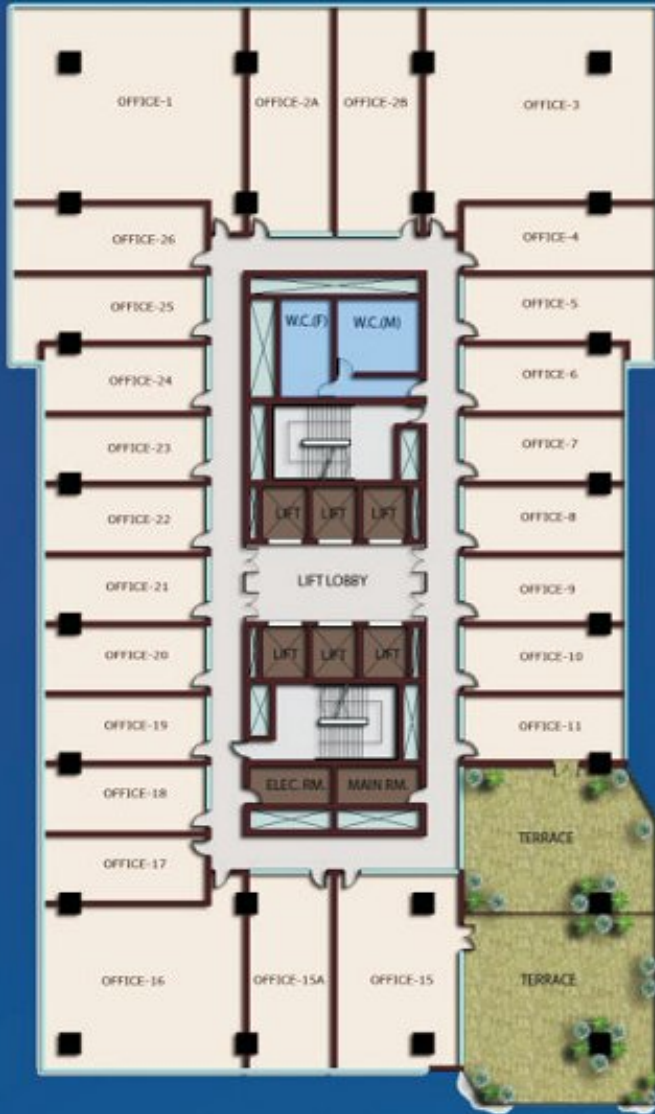 OFFICE-1
OFFICE-2A
OFFICE-2B
OFFICE-3
OFFICE-26
OFFICE-4
OFFICE-25
OFFICE-5
W.C.(F)
W.C.(M)
OFFICE-24
OFFICE-6
OFFICE-23
OFFICE-7
OFFICE-22
LIFT
LIFT
LIFT
OFFICE-8
OFFICE-21
LIFT LOBBY
OFFICE-9
OFFICE-20
LIFT
LIFT
LIFT
OFFICE-10
OFFICE-19
OFFICE-11
OFFICE-18
ELEC. RM.
MAIN RM.
OFFICE-17
TERRACE
OFFICE-16
OFFICE-15A
OFFICE-15
TERRACE